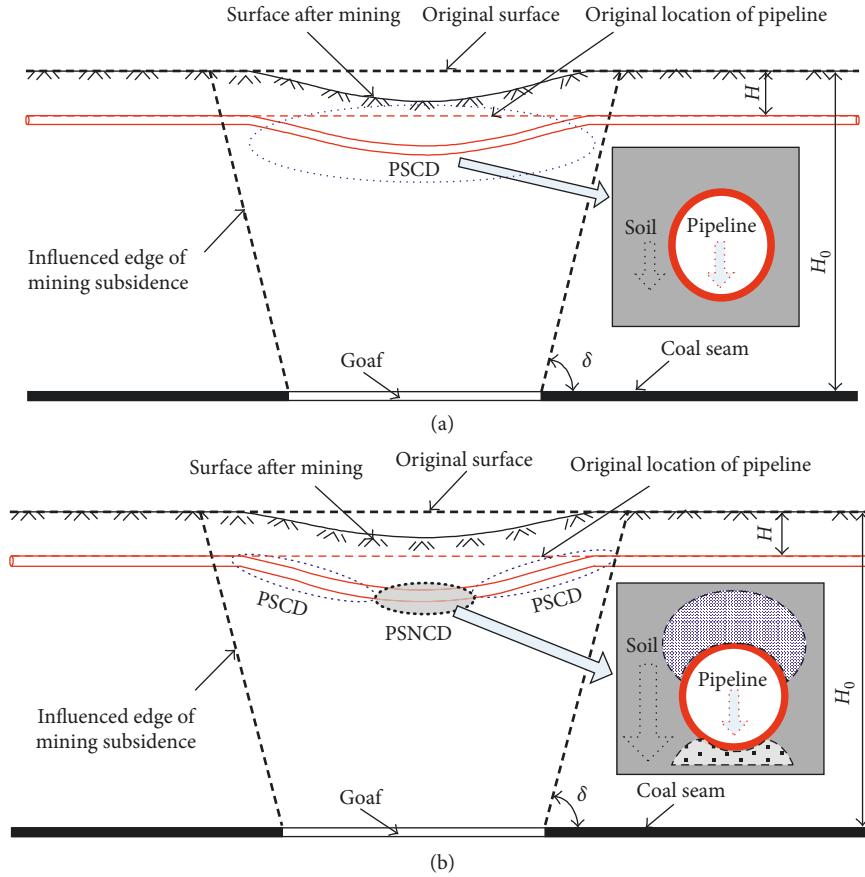 Surface after mining
Original surface
Original location of pipeline
H
PSCD
Soil
Pipeline
H₀
Influenced edge of
mining subsidence
Goaf
δ
Coal seam
(a)
Surface after mining
Original surface
Original location of pipeline
H
PSCD
PSNCD
PSCD
Soil
Pipeline
H₀
Influenced edge of
mining subsidence
Goaf
δ
Coal seam
(b)